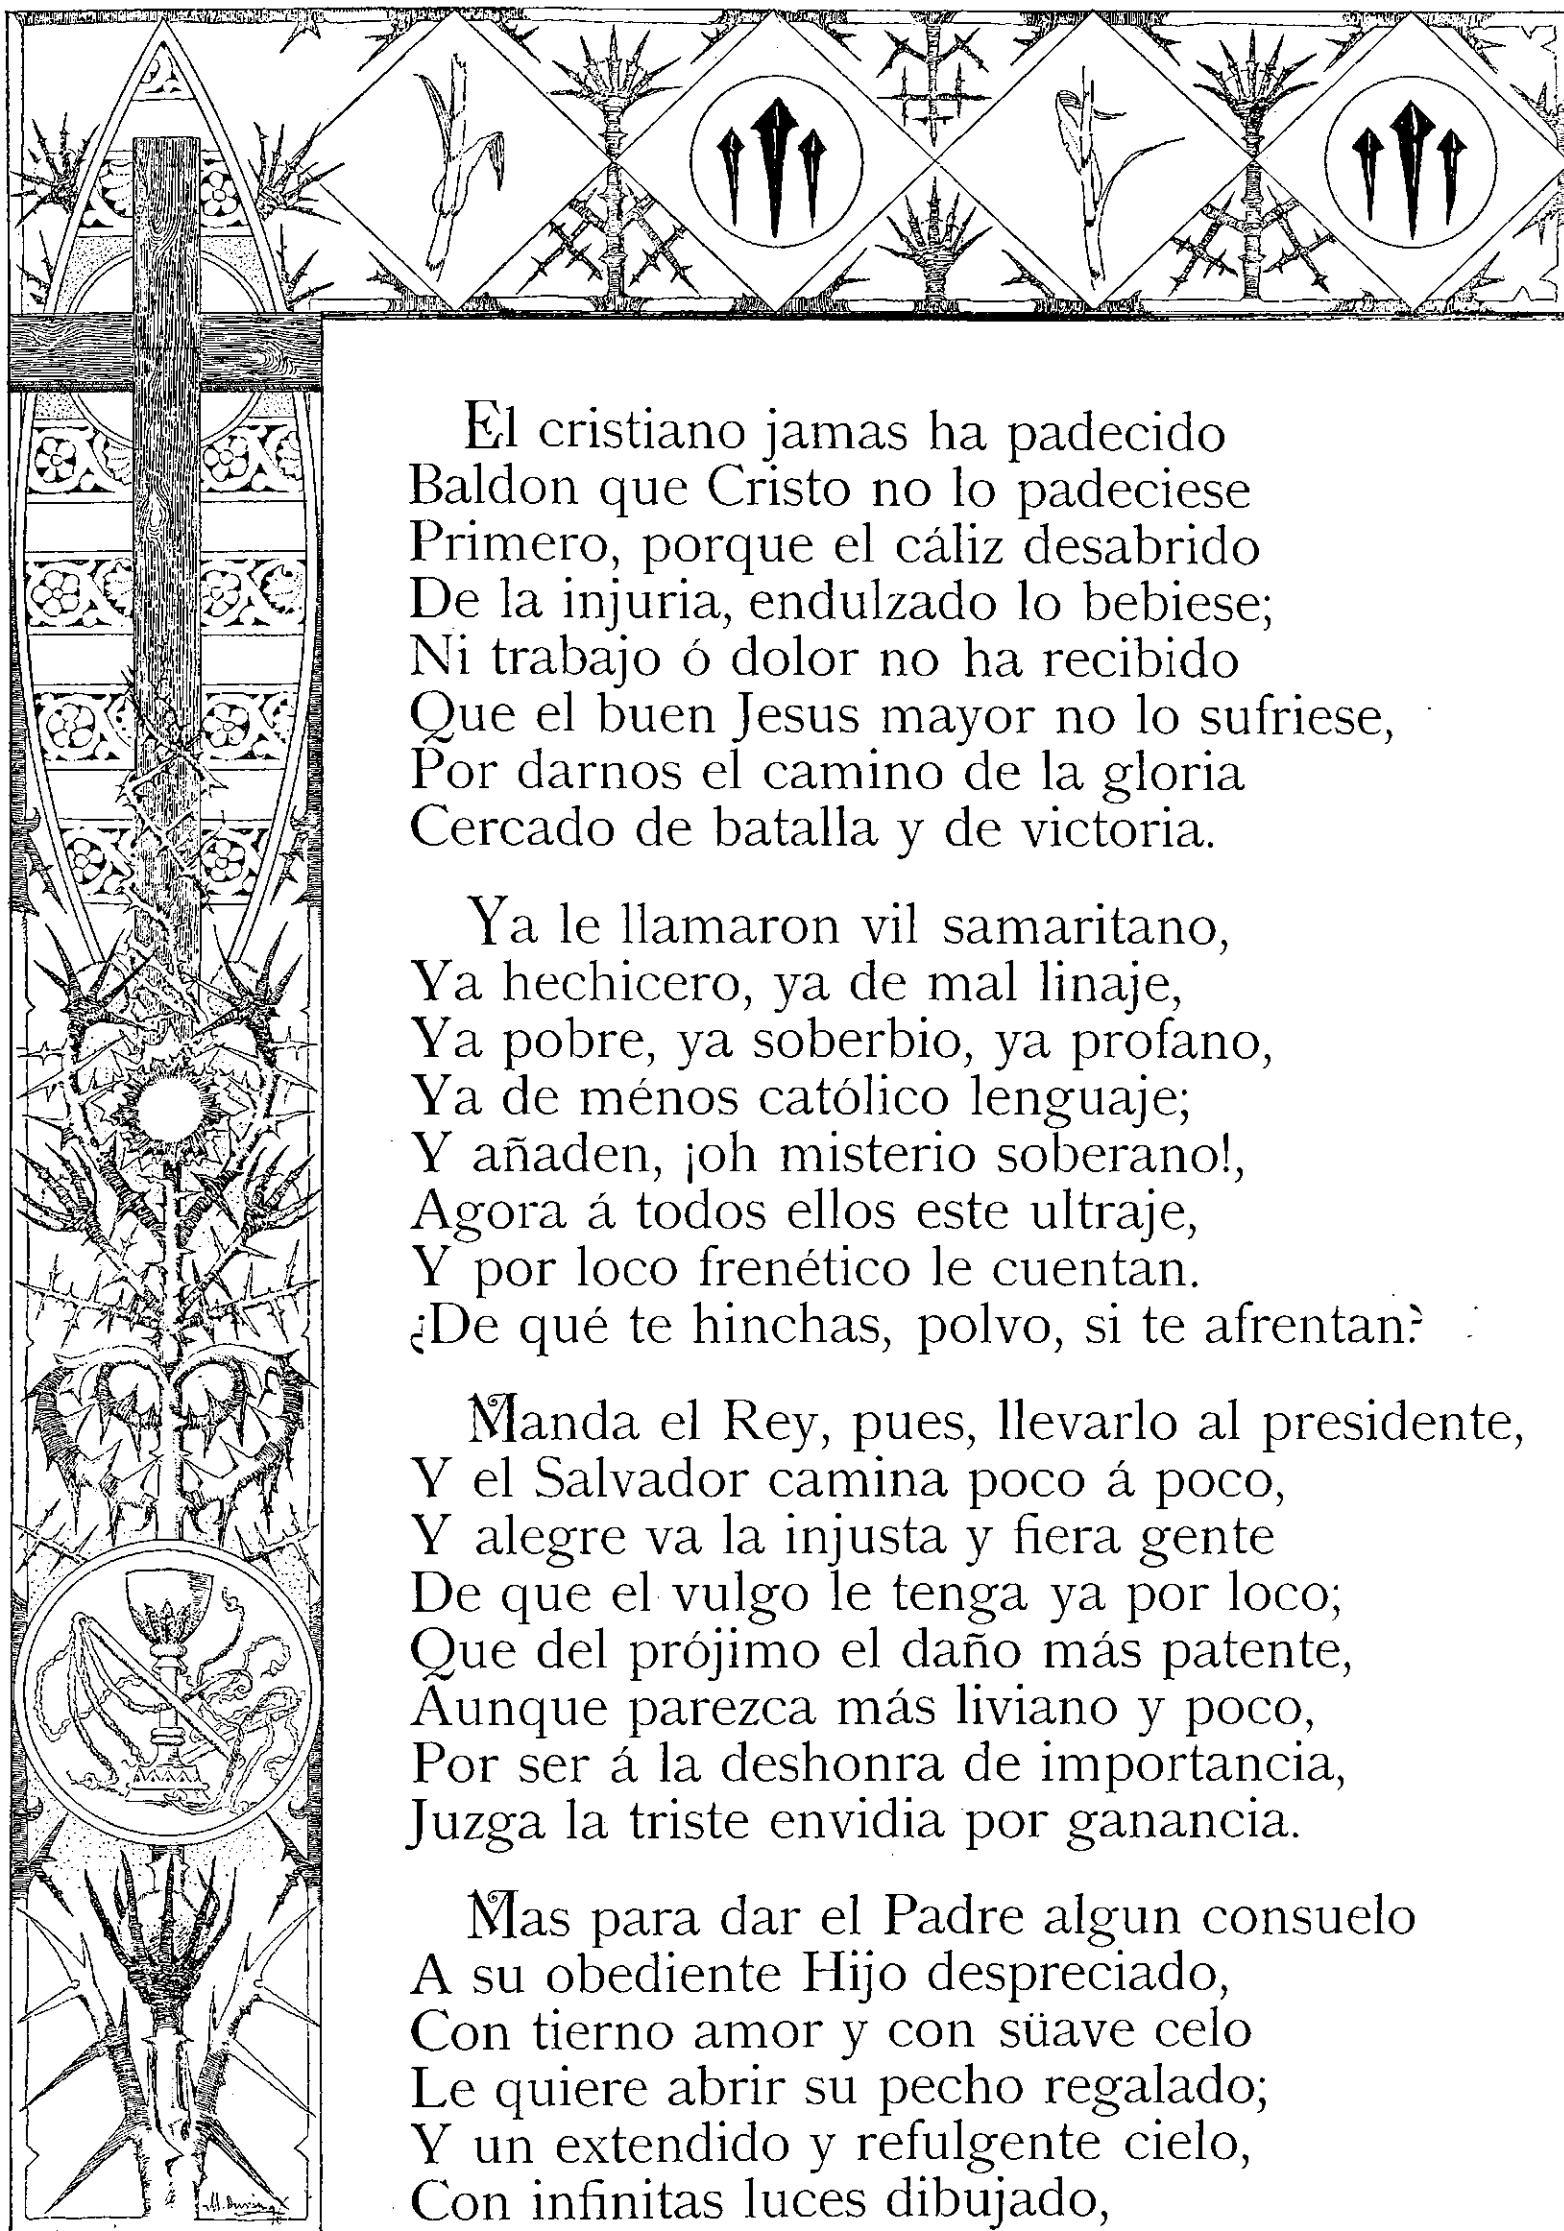 El cristiano jamas ha padecido
Baldon que Cristo no lo padeciese
Primero, porque el cáliz desabrido
De la injuria, endulzado lo bebiese;
Ni trabajo ó dolor no ha recibido
Que el buen Jesus mayor no lo sufriese,
Por darnos el camino de la gloria
Cercado de batalla y de victoria.
Ya le llamaron vil samaritano,
Ya hechicero, ya de mal linaje,
Ya pobre, ya soberbio, ya profano,
Ya de ménos católico lenguaje;
Y añaden, ¡oh misterio soberano!,
Agora á todos ellos este ultraje,
Y por loco frenético le cuentan.
¿De qué te hinchas, polvo, si te afrentan?
Manda el Rey, pues, llevarlo al presidente,
Y el Salvador camina poco á poco,
Y alegre va la injusta y fiera gente
De que el vulgo le tenga ya por loco;
Que del prójimo el daño más patente,
Aunque parezca más liviano y poco,
Por ser á la deshonra de importancia,
Juzga la triste envidia por ganancia.
Mas para dar el Padre algun consuelo
A su obediente Hijo despreciado,
Con tierno amor y con süave celo
Le quiere abrir su pecho regalado;
Y un extendido y refulgente cielo,
Con infinitas luces dibujado,